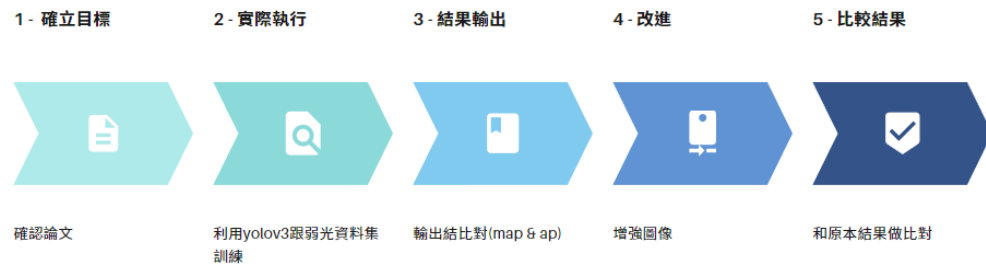 1 - 確立目標
2 - 實際執行
3 - 結果輸出
4 - 改進
5 - 比較結果
確認論文
利用yolov3跟弱光資料集
訓練
輸出結比對(map & ap)
增強圖像
和原本結果做比對